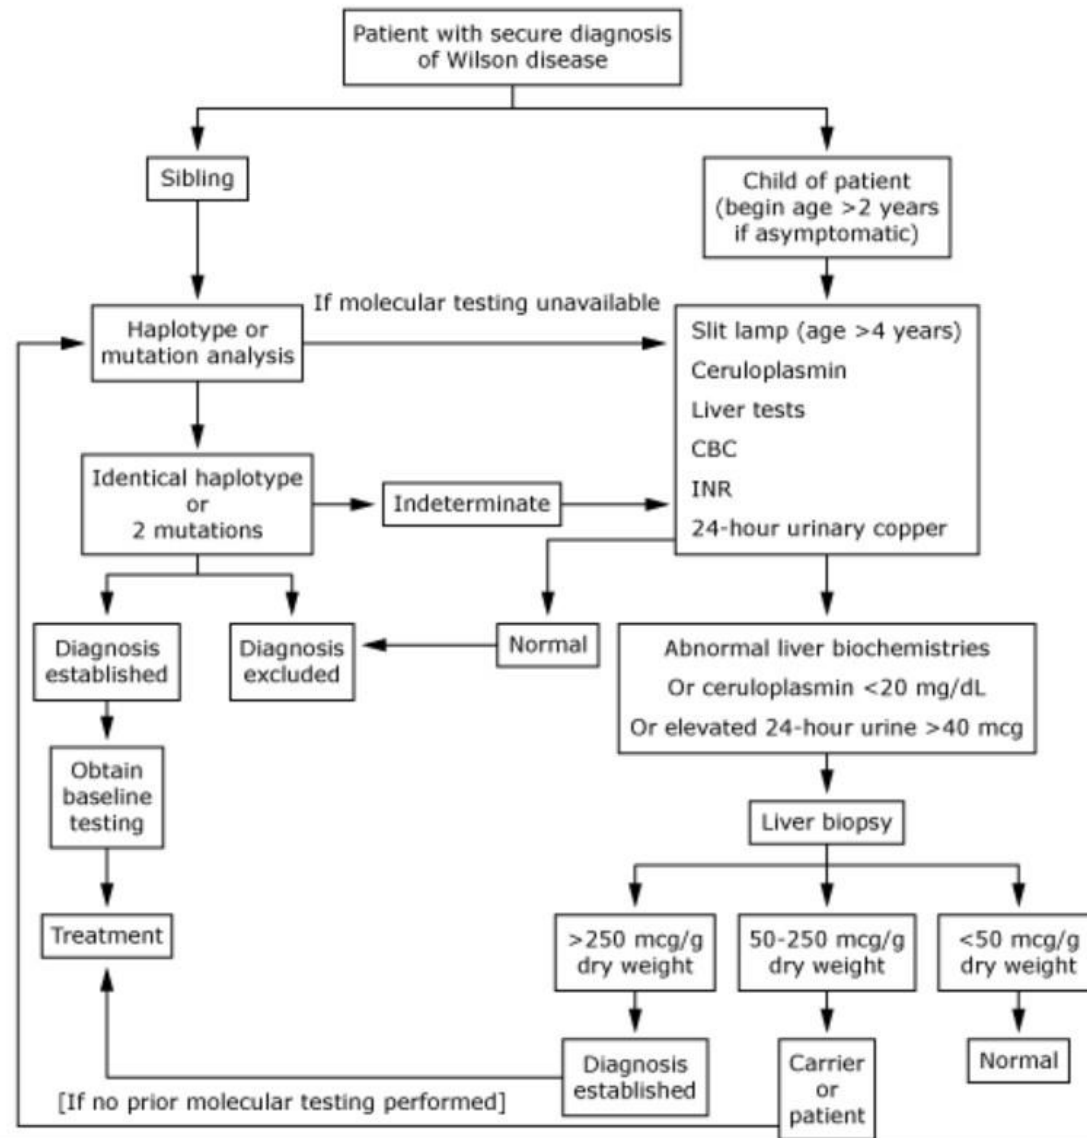 Patient with secure diagnosis
of Wilson disease
Sibling
Child of patient
(begin age >2 years
if asymptomatic)
If molecular testing unavailable
Haplotype or
mutation analysis
Slit lamp (age >4 years)
Ceruloplasmin
Liver tests
CBC
INR
24-hour urinary copper
Identical haplotype
or
2 mutations
Indeterminate
Diagnosis
established
Diagnosis
excluded
Normal
Abnormal liver biochemistries
Or ceruloplasmin <20 mg/dL
Or elevated 24-hour urine >40 mcg
Obtain
baseline
testing
Liver biopsy
Treatment
>250 mcg/g
dry weight
50-250 mcg/g
dry weight
<50 mcg/g
dry weight
Diagnosis
established
Carrier
or
patient
Normal
[If no prior molecular testing performed]